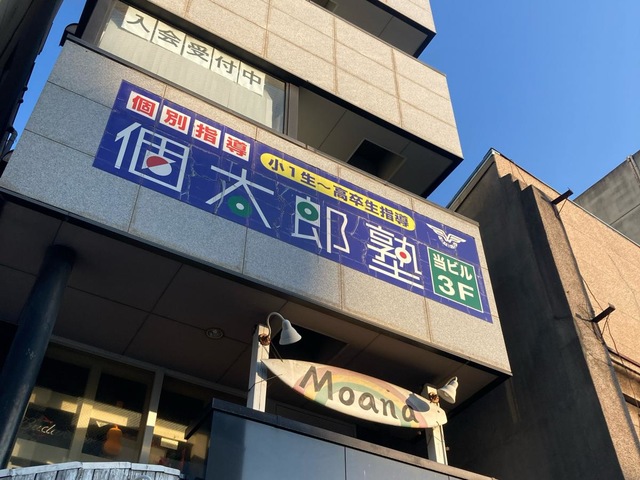 入会受付中
個別指導
小1生～高卒生指導
個太郎塾
当ビル
3F
Moana